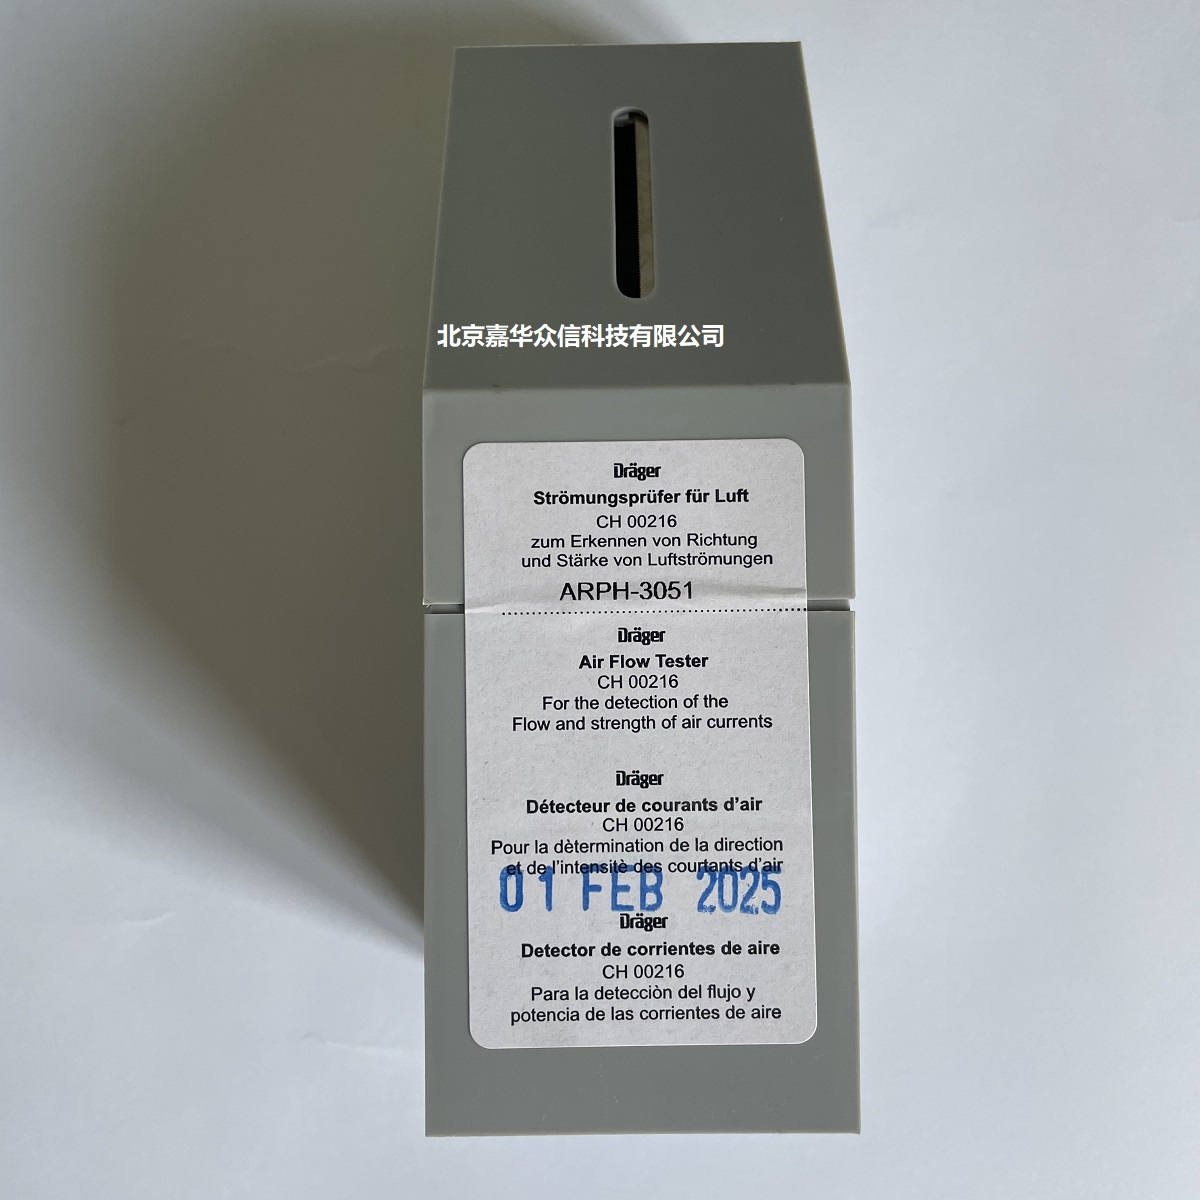 北京嘉华众信科技有限公司
Dräger
Strömungsprüfer für Luft
CH 00216
zum Erkennen von Richtung
und Stärke von Luftströmungen
ARPH-3051
Dräger
Air Flow Tester
CH 00216
For the detection of the
Flow and strength of air currents
Dräger
Détecteur de courants d'air
CH 00216
Pour la dètermination de la direction
et de l'intensitè des courtants d'air
01 FEB 2025
Dräger
Detector de corrientes de aire
CH 00216
Para la detecciòn del flujo y
potencia de las corrientes de aire